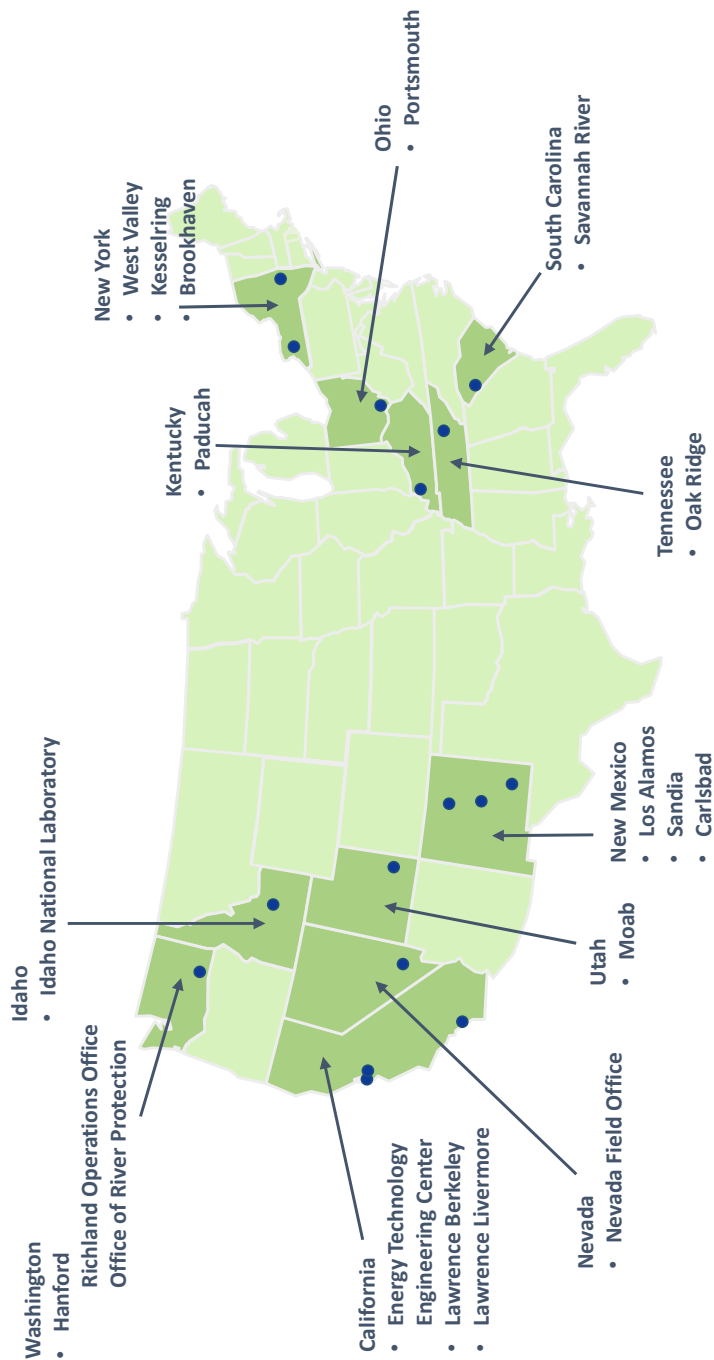 Washington
• Hanford
Richland Operations Office
Office of River Protection
Idaho
• Idaho National Laboratory
Kentucky
• Paducah
New York
• West Valley
• Kesselring
• Brookhaven
Ohio
• Portsmouth
California
• Energy Technology
Engineering Center
• Lawrence Berkeley
• Lawrence Livermore
Nevada
• Nevada Field Office
Utah
• Moab
New Mexico
• Los Alamos
• Sandia
• Carlsbad
Tennessee
• Oak Ridge
South Carolina
• Savannah River